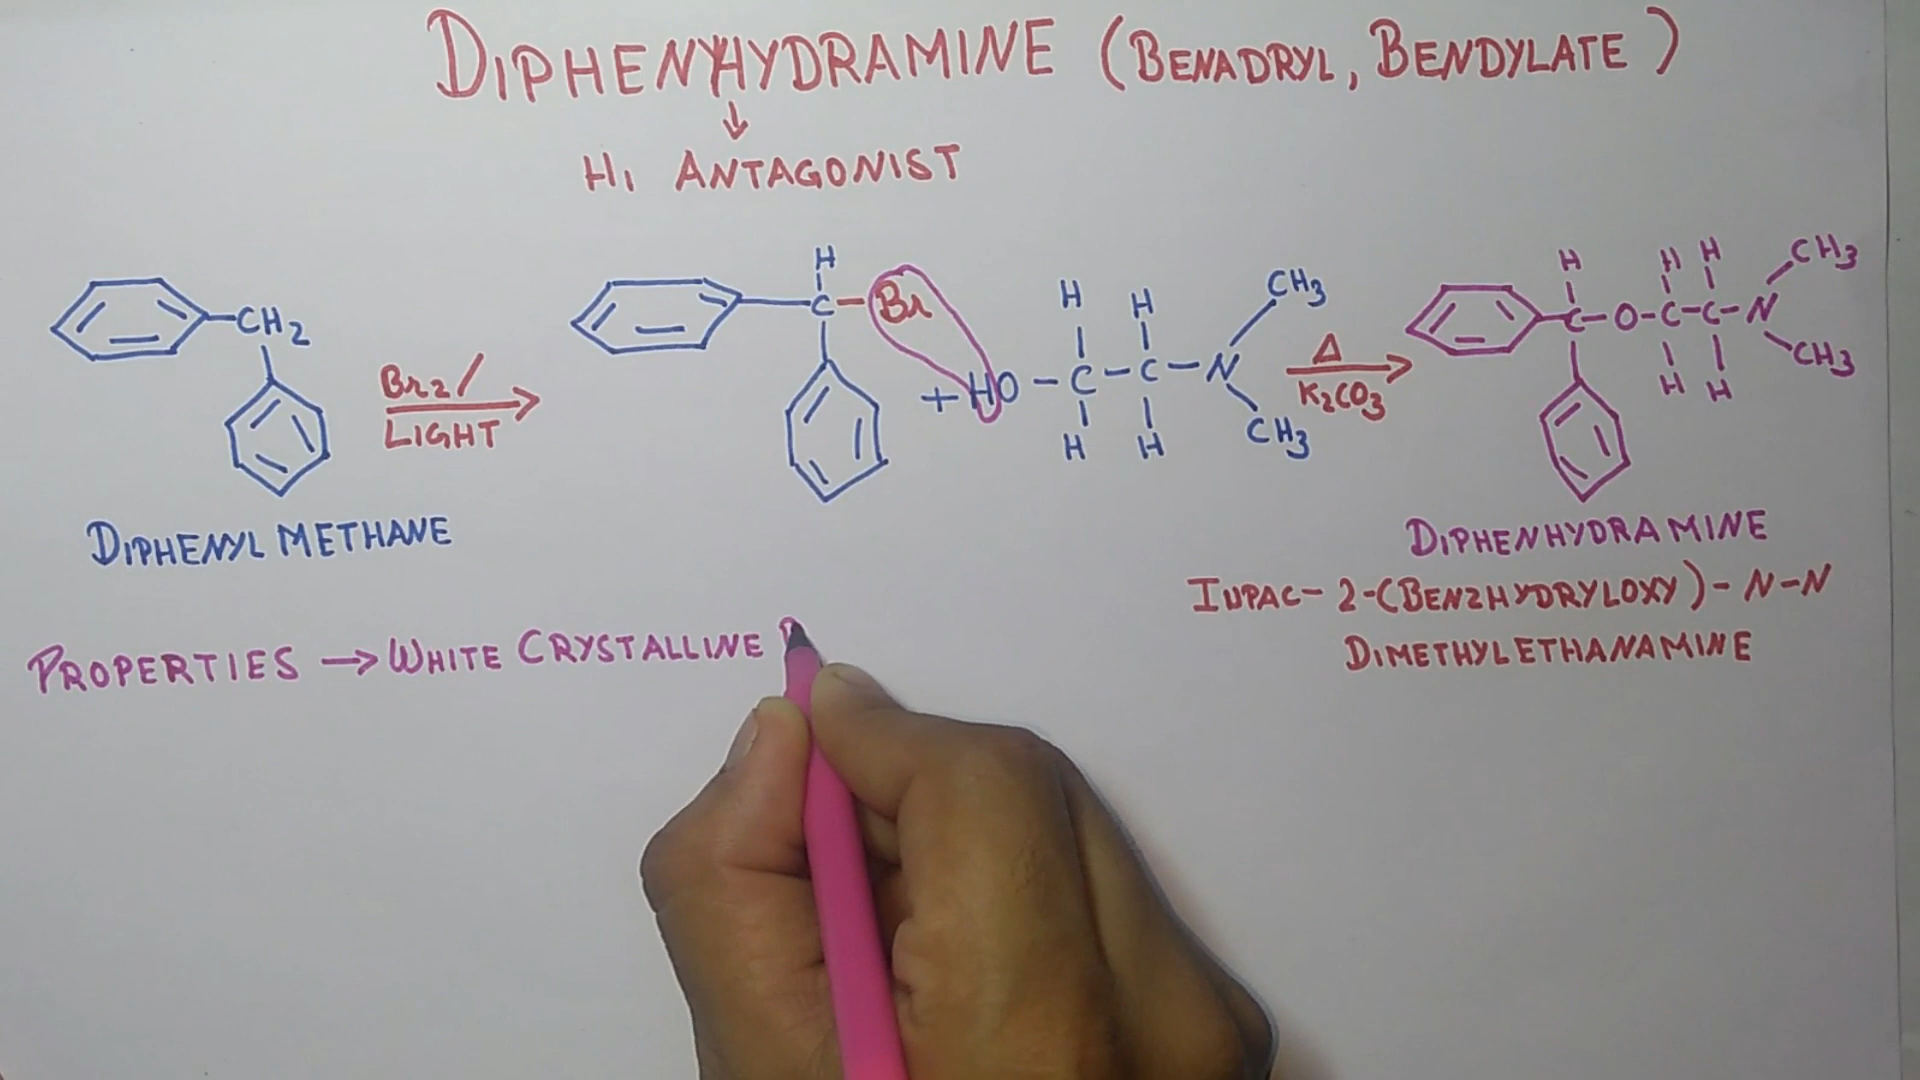 DIPHENYHYDRAMINE (BENADRYL, BENDYLATE)
↓
H1 ANTAGONIST
CH2
Br2/
LIGHT
H
C-Br
+HO-C-C-N
H H
H H
CH3
CH3
Δ
K2CO3
H H H
C-O-C-C-N
H H
CH3
CH3
DIPHENYL METHANE
DIPHENHYDRAMINE
IUPAC- 2-(BENZHYDRYLOXY)- N-N
DIMETHYLETHANAMINE
PROPERTIES → WHITE CRYSTALLINE